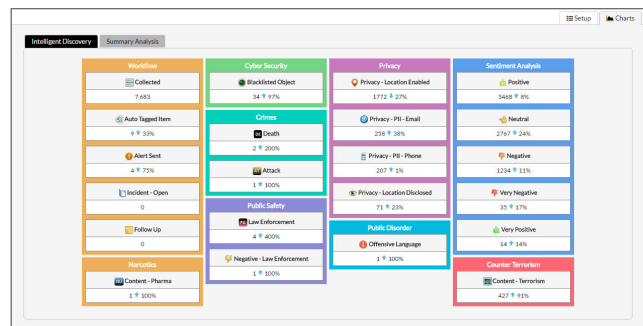 Setup
Charts
Intelligent Discovery
Summary Analysis
Workflow
Collected
7,683
Auto Tagged Item
9 ⬆ 33%
Alert Sent
4 ⬆ 75%
Incident - Open
0
Follow Up
0
Narcotics
Content - Pharma
1 ⬆ 100%
Cyber Security
Blacklisted Object
34 ⬆ 97%
Crimes
Death
2 ⬆ 200%
Attack
1 ⬆ 100%
Public Safety
Law Enforcement
4 ⬆ 400%
Negative - Law Enforcement
1 ⬆ 100%
Privacy
Privacy - Location Enabled
1772 ⬇ 27%
Privacy - PII - Email
258 ⬆ 38%
Privacy - PII - Phone
207 ⬆ 1%
Privacy - Location Disclosed
71 ⬆ 23%
Public Disorder
Offensive Language
1 ⬆ 100%
Sentiment Analysis
Positive
3468 ⬆ 8%
Neutral
2767 ⬆ 24%
Negative
1234 ⬆ 11%
Very Negative
35 ⬆ 17%
Very Positive
14 ⬆ 14%
Counter Terrorism
Content - Terrorism
427 ⬆ 91%